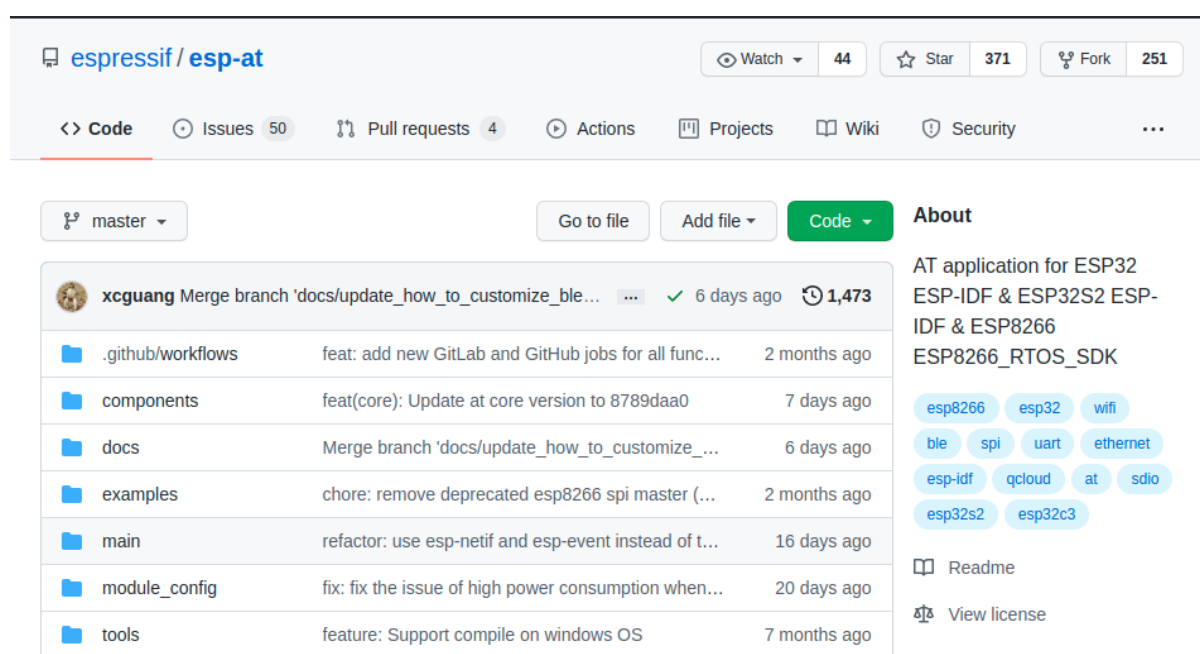 espressif / esp-at
Watch 44 Star 371 Fork 251
Code Issues 50 Pull requests 4 Actions Projects Wiki Security ...
master Go to file Add file Code
xcguang Merge branch 'docs/update_how_to_customize_ble… ... 6 days ago 1,473
.github/workflows feat: add new GitLab and GitHub jobs for all func… 2 months ago
components feat(core): Update at core version to 8789daa0 7 days ago
docs Merge branch 'docs/update_how_to_customize_… 6 days ago
examples chore: remove deprecated esp8266 spi master (… 2 months ago
main refactor: use esp-netif and esp-event instead of t… 16 days ago
module_config fix: fix the issue of high power consumption when… 20 days ago
tools feature: Support compile on windows OS 7 months ago
About
AT application for ESP32
ESP-IDF & ESP32S2 ESP-
IDF & ESP8266
ESP8266_RTOS_SDK
esp8266 esp32 wifi
ble spi uart ethernet
esp-idf qcloud at sdio
esp32s2 esp32c3
Readme
View license